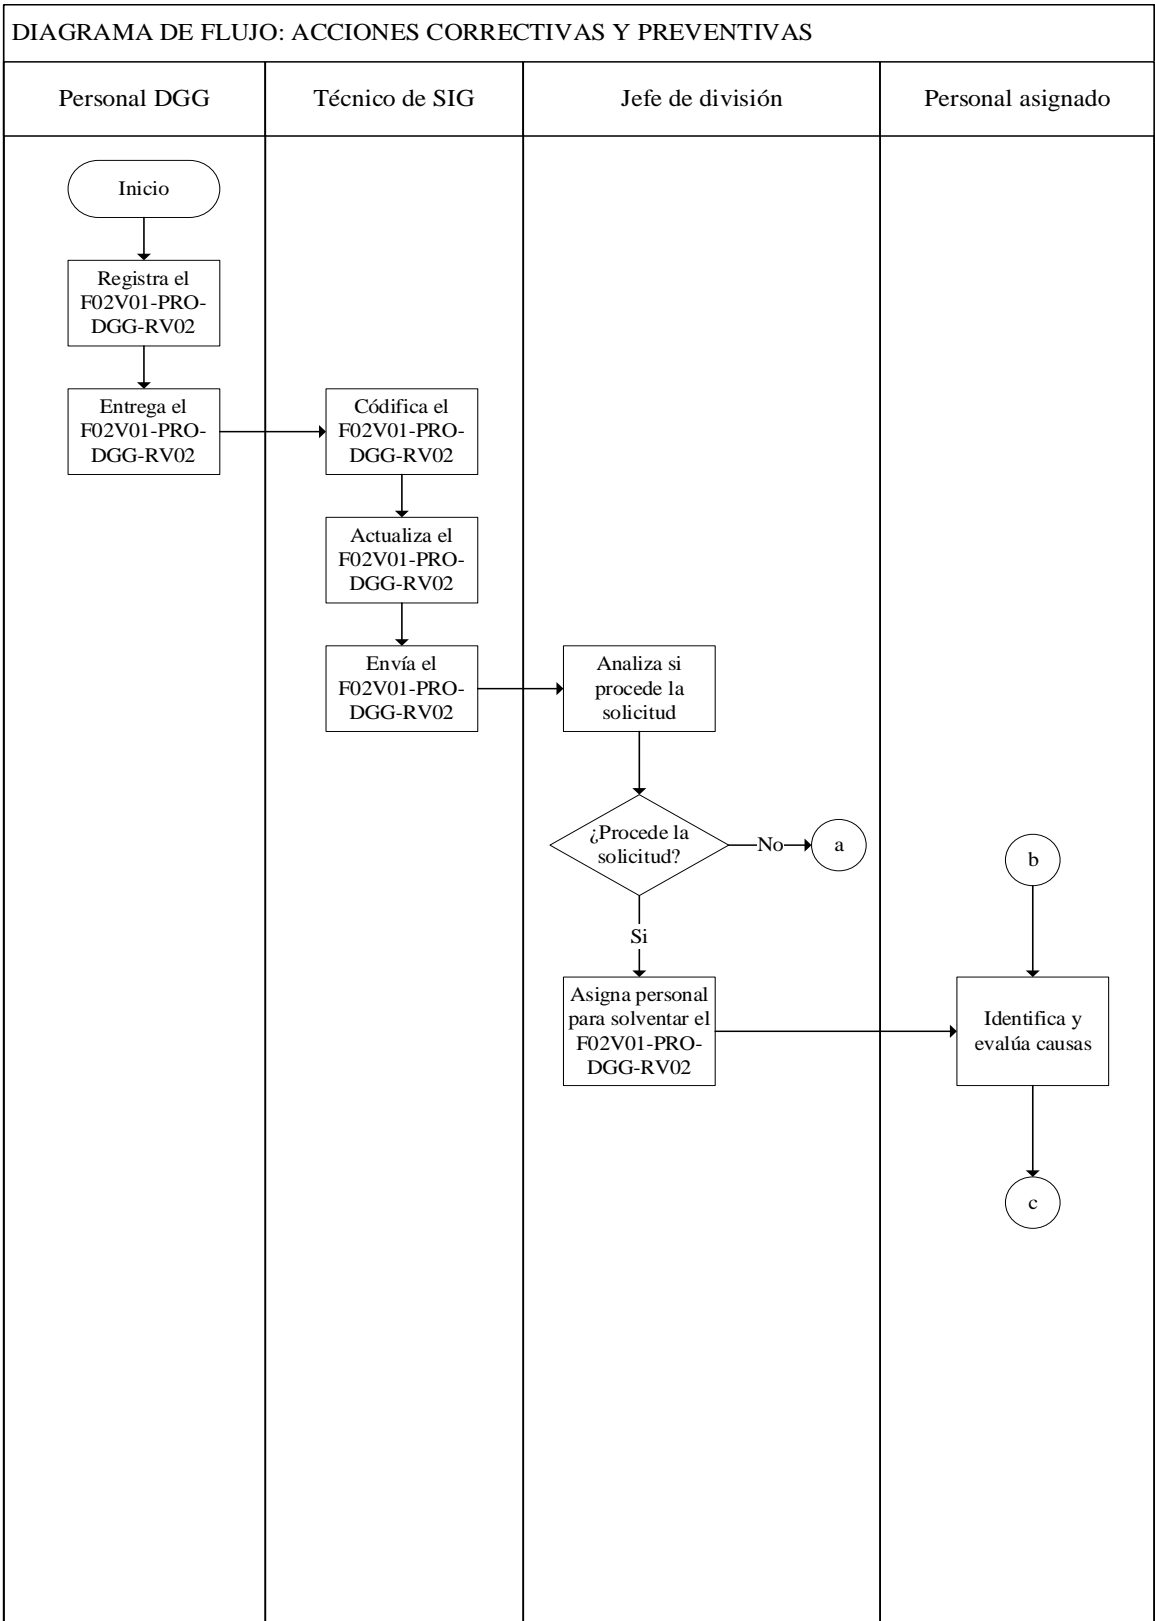 DIAGRAMA DE FLUJO: ACCIONES CORRECTIVAS Y PREVENTIVAS
Personal DGG
Técnico de SIG
Jefe de división
Personal asignado
Inicio
Registra el
F02V01-PRO-
DGG-RV02
Entrega el
F02V01-PRO-
DGG-RV02
Códifica el
F02V01-PRO-
DGG-RV02
Actualiza el
F02V01-PRO-
DGG-RV02
Envía el
F02V01-PRO-
DGG-RV02
Analiza si
procede la
solicitud
¿Procede la
solicitud?
No
a
Si
Asigna personal
para solventar el
F02V01-PRO-
DGG-RV02
b
Identifica y
evalúa causas
c